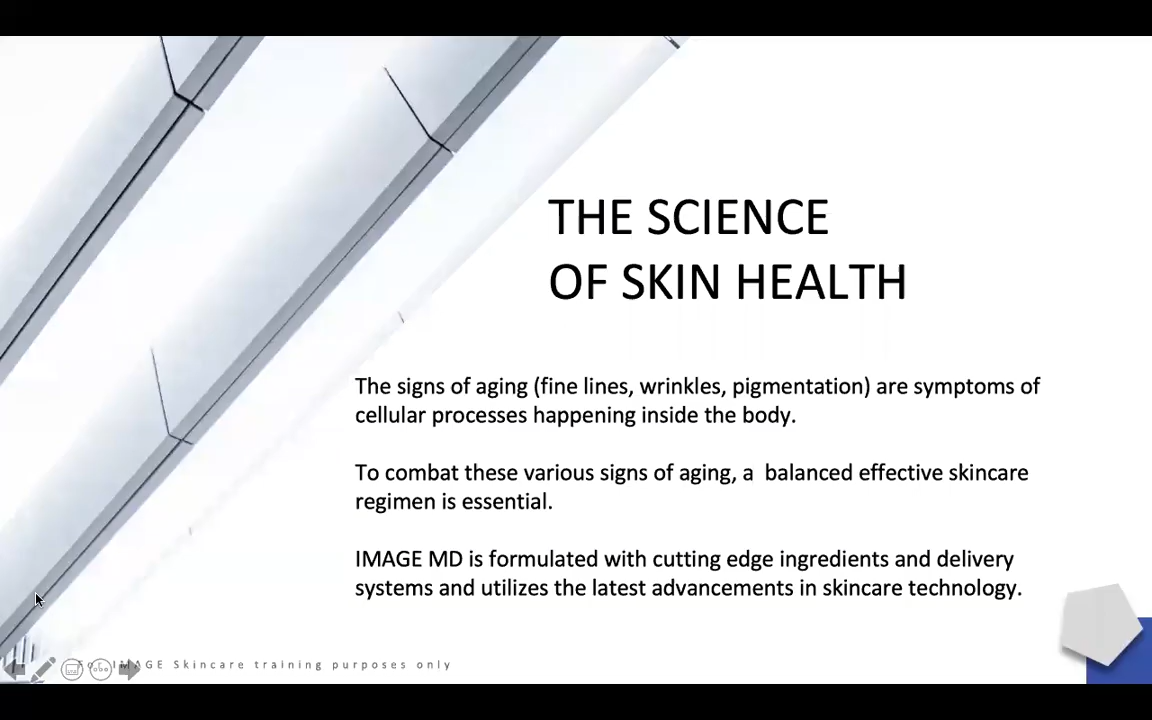 THE SCIENCE
OF SKIN HEALTH
The signs of aging (fine lines, wrinkles, pigmentation) are symptoms of
cellular processes happening inside the body.
To combat these various signs of aging, a  balanced effective skincare
regimen is essential.
IMAGE MD is formulated with cutting edge ingredients and delivery
systems and utilizes the latest advancements in skincare technology.
For IMAGE Skincare training purposes only